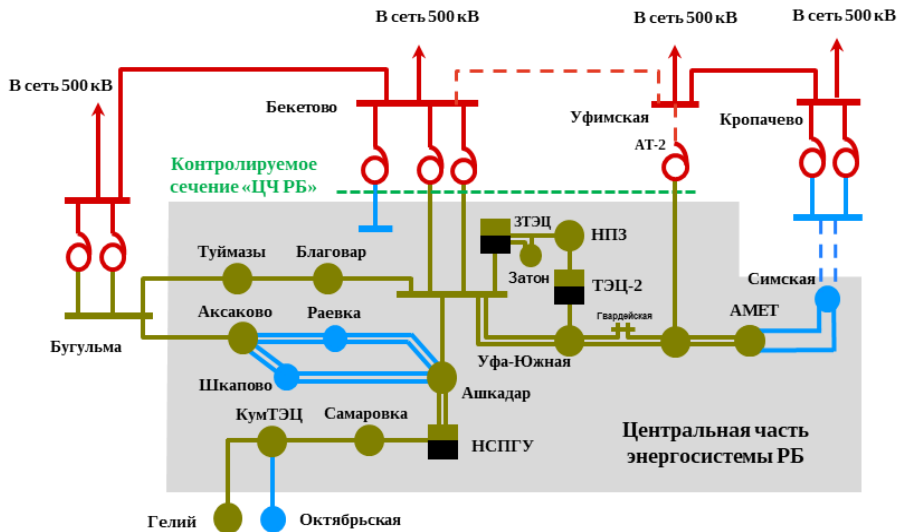 В сеть 500 кВ
В сеть 500 кВ
В сеть 500 кВ
В сеть 500 кВ
Бекетово
Уфимская
Кропачево
АТ-2
Контролируемое
сечение «ЦЧ РБ»
ЗТЭЦ
НПЗ
Туймазы
Благовар
Затон
ТЭЦ-2
Симская
Аксаково
Раевка
Гвардейская
АМЕТ
Бугульма
Уфа-Южная
Шкапово
Ашкадар
КумТЭЦ
Самаровка
НСПГУ
Центральная часть
энергосистемы РБ
Гелий
Октябрьская